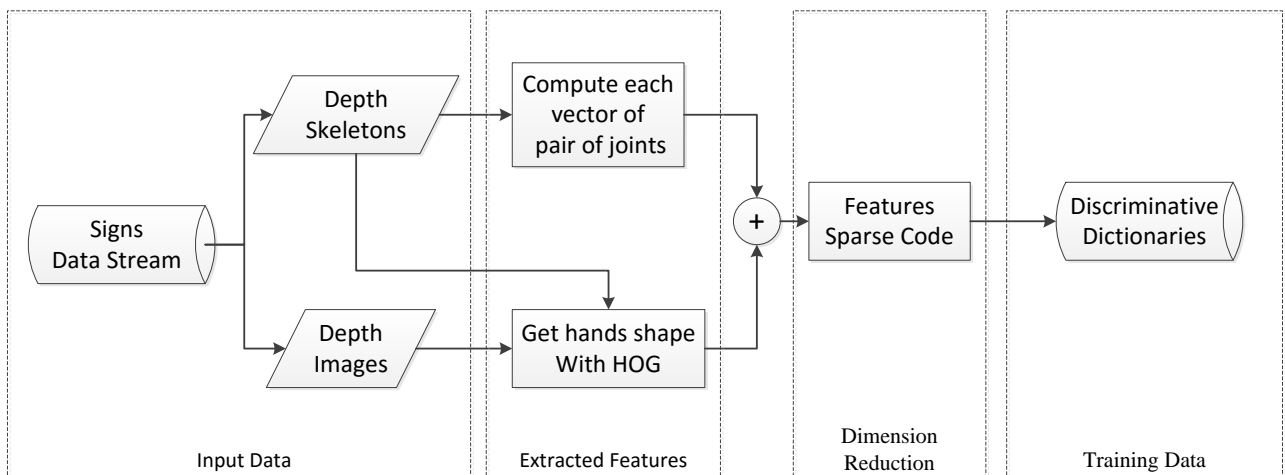 Signs
Data Stream
Depth
Skeletons
Depth
Images
Input Data
Compute each
vector of
pair of joints
Get hands shape
With HOG
Extracted Features
+
Features
Sparse Code
Dimension
Reduction
Discriminative
Dictionaries
Training Data